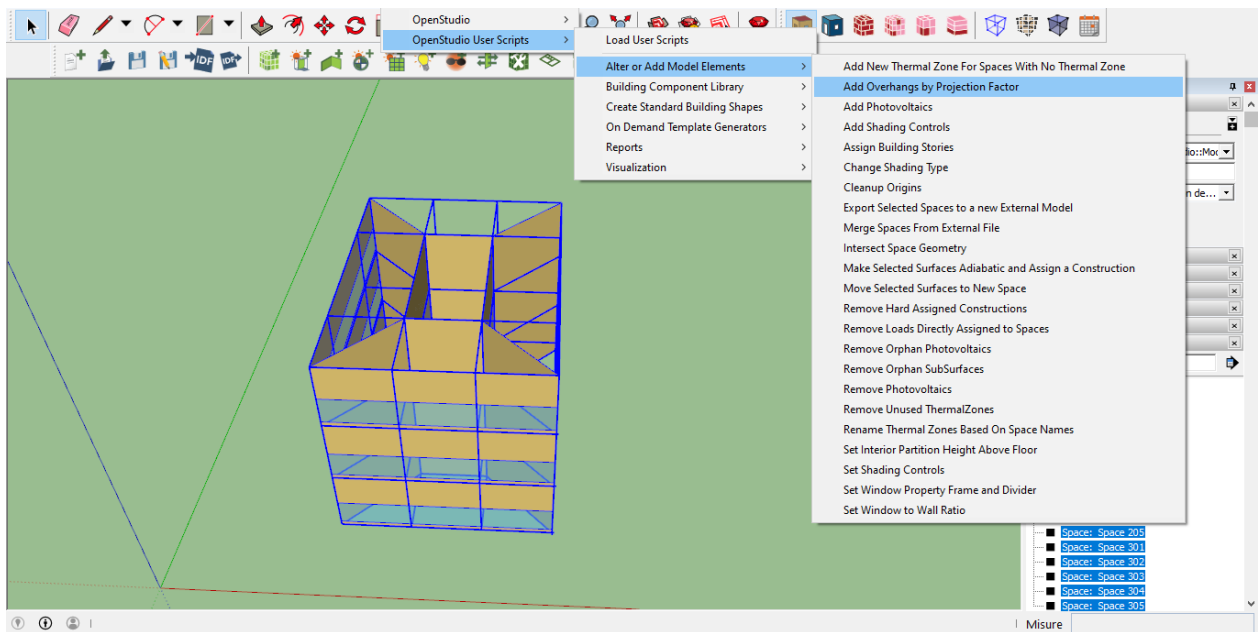 OpenStudio
OpenStudio User Scripts
IDF
IDF
Load User Scripts
Alter or Add Model Elements
Building Component Library
Create Standard Building Shapes
On Demand Template Generators
Reports
Visualization
Add New Thermal Zone For Spaces With No Thermal Zone
Add Overhangs by Projection Factor
Add Photovoltaics
Add Shading Controls
Assign Building Stories
Change Shading Type
Cleanup Origins
Export Selected Spaces to a new External Model
Merge Spaces From External File
Intersect Space Geometry
Make Selected Surfaces Adiabatic and Assign a Construction
Move Selected Surfaces to New Space
Remove Hard Assigned Constructions
Remove Loads Directly Assigned to Spaces
Remove Orphan Photovoltaics
Remove Orphan SubSurfaces
Remove Photovoltaics
Remove Unused ThermalZones
Rename Thermal Zones Based On Space Names
Set Interior Partition Height Above Floor
Set Shading Controls
Set Window Property Frame and Divider
Set Window to Wall Ratio
io::Moc
n de...
Space: Space 205
Space: Space 301
Space: Space 302
Space: Space 303
Space: Space 304
Space: Space 305
Misure